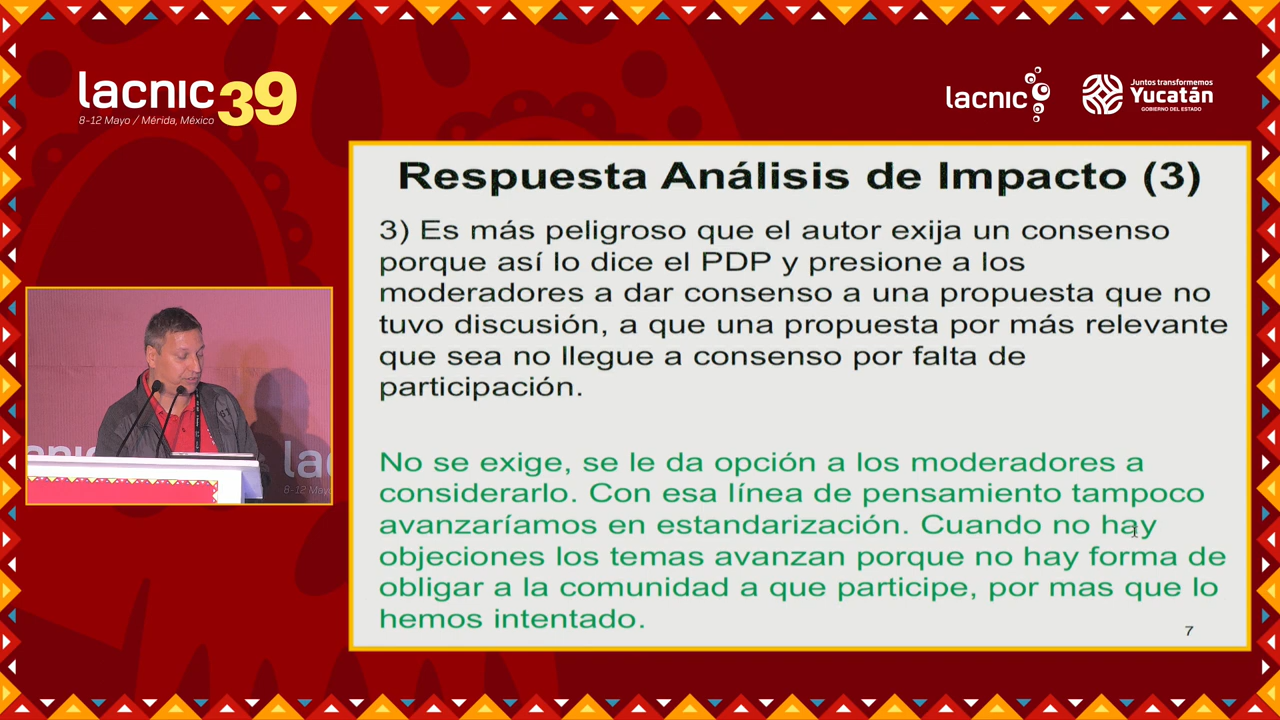 lacnic 39
8-12 Mayo / Mérida, México
lacnic
Juntos transformemos
Yucatán
GOBIERNO DEL ESTADO
Respuesta Análisis de Impacto (3)
3) Es más peligroso que el autor exija un consenso
porque así lo dice el PDP y presione a los
moderadores a dar consenso a una propuesta que no
tuvo discusión, a que una propuesta por más relevante
que sea no llegue a consenso por falta de
participación.
No se exige, se le da opción a los moderadores a
considerarlo. Con esa línea de pensamiento tampoco
avanzaríamos en estandarización. Cuando no hay
objeciones los temas avanzan porque no hay forma de
obligar a la comunidad a que participe, por mas que lo
hemos intentado.
7